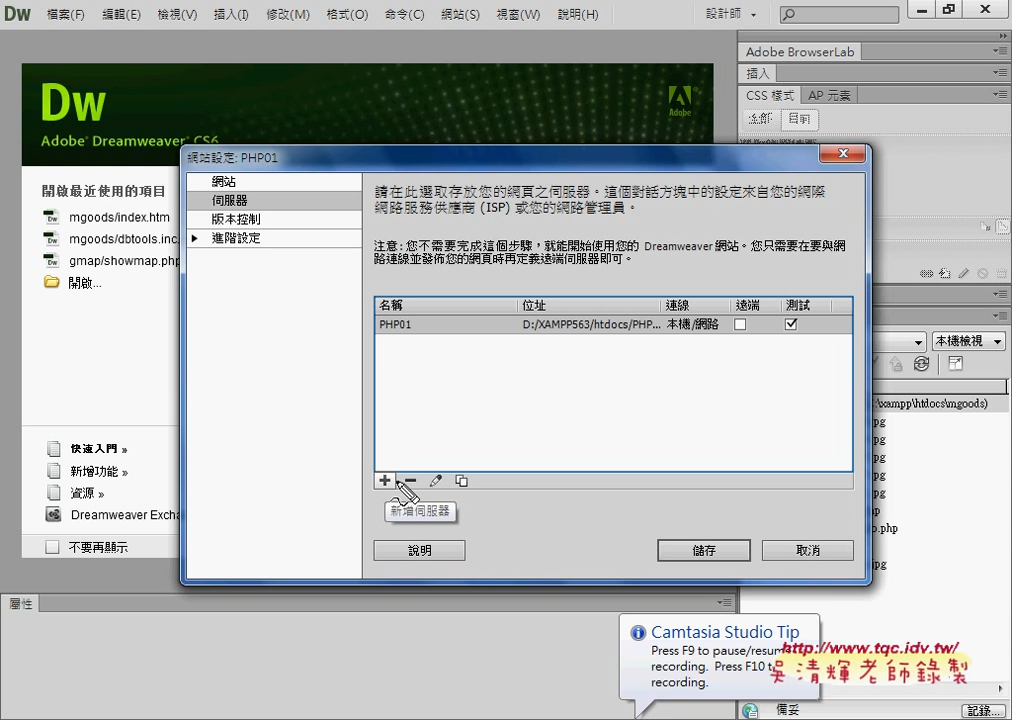 Dw 檔案(F) 編輯(E) 檢視(V) 插入(I) 修改(M) 格式(O) 命令(C) 網站(S) 視窗(W) 說明(H) 設計師
Adobe BrowserLab
插入
CSS 樣式 AP 元素
全部 目前
Dw
Adobe
Adobe® Dreamweaver® CS6
開啟最近使用的項目
mgoods/index.htm
mgoods/dbtools.inc.
gmap/showmap.php
開啟...
快速入門 »
新增功能 »
資源 »
Dreamweaver Excha
不要再顯示
網站設定: PHP01
網站
伺服器
版本控制
進階設定
請在此選取存放您的網頁之伺服器。這個對話方塊中的設定來自您的網際
網路服務供應商 (ISP) 或您的網路管理員。
注意: 您不需要完成這個步驟，就能開始使用您的 Dreamweaver 網站。您只需要在要與網
路連線並發佈您的網頁時再定義遠端伺服器即可。
名稱 位址 連線 遠端 測試
PHP01 D:/XAMPP563/htdocs/PHP... 本機/網路
新增伺服器
說明 儲存 取消
本機檢視
:\xampp\htdocs\mgoods)
pg
pg
pg
pg
pg
p
o.php
pg
屬性
Camtasia Studio Tip
Press F9 to pause/resume
recording. Press F10 t
recording.
http://www.tqc.idv.tw/
吳清輝老師錄製
備妥 記錄...